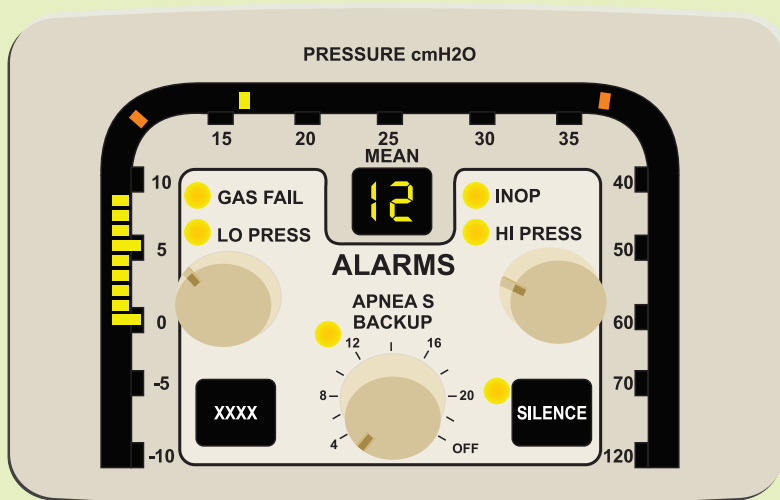 PRESSURE cmH2O
15 20 25 30 35
MEAN
12
10 40
GAS FAIL INOP
LO PRESS HI PRESS
5 50
ALARMS
APNEA S
BACKUP
0 60
12 16
-5 70
8 20
XXXX SILENCE
4 OFF
-10 120